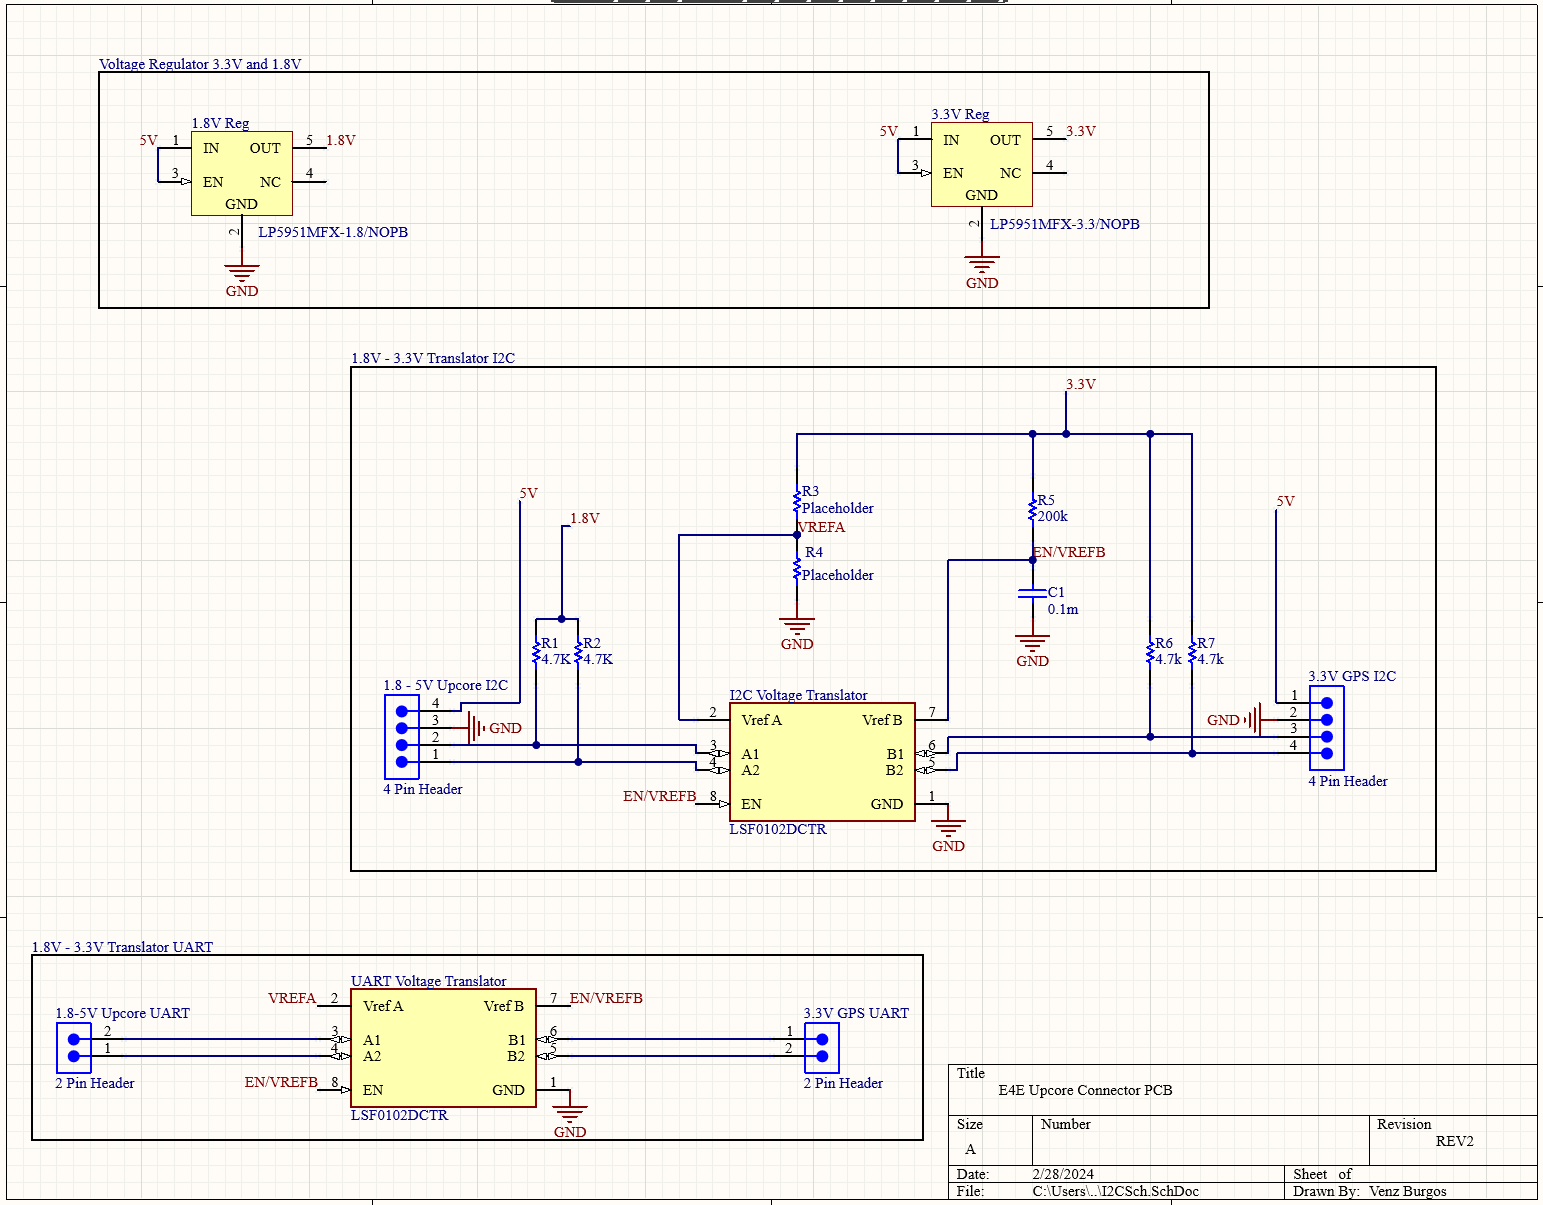 Voltage Regulator 3.3V and 1.8V
1.8V Reg
5V 1 IN OUT 5 1.8V
3 EN NC 4
GND
2
LP5951MFX-1.8/NOPB
GND
3.3V Reg
5V 1 IN OUT 5 3.3V
3 EN NC 4
GND
2
LP5951MFX-3.3/NOPB
GND
1.8V - 3.3V Translator I2C
3.3V
5V
1.8V
R3
Placeholder
VREFA
R4
Placeholder
GND
R5
200k
EN/VREFB
C1
0.1m
GND
5V
R1
4.7K
R2
4.7K
R6
4.7k
R7
4.7k
1.8 - 5V Upcore I2C
4
3 GND
2
1
4 Pin Header
I2C Voltage Translator
2 Vref A Vref B 7
3 A1 B1 6
4 A2 B2 5
EN/VREFB 8 EN GND 1
LSF0102DCTR
GND
3.3V GPS I2C
1
GND 2
3
4
4 Pin Header
1.8V - 3.3V Translator UART
UART Voltage Translator
VREFA 2 Vref A Vref B 7 EN/VREFB
1.8-5V Upcore UART
2
1
2 Pin Header
3 A1 B1 6
4 A2 B2 5
EN/VREFB 8 EN GND 1
LSF0102DCTR
GND
3.3V GPS UART
1
2
2 Pin Header
Title
E4E Upcore Connector PCB
Size Number Revision
A REV2
Date: 2/28/2024 Sheet of
File: C:\Users\..\I2CSch.SchDoc Drawn By: Venz Burgos